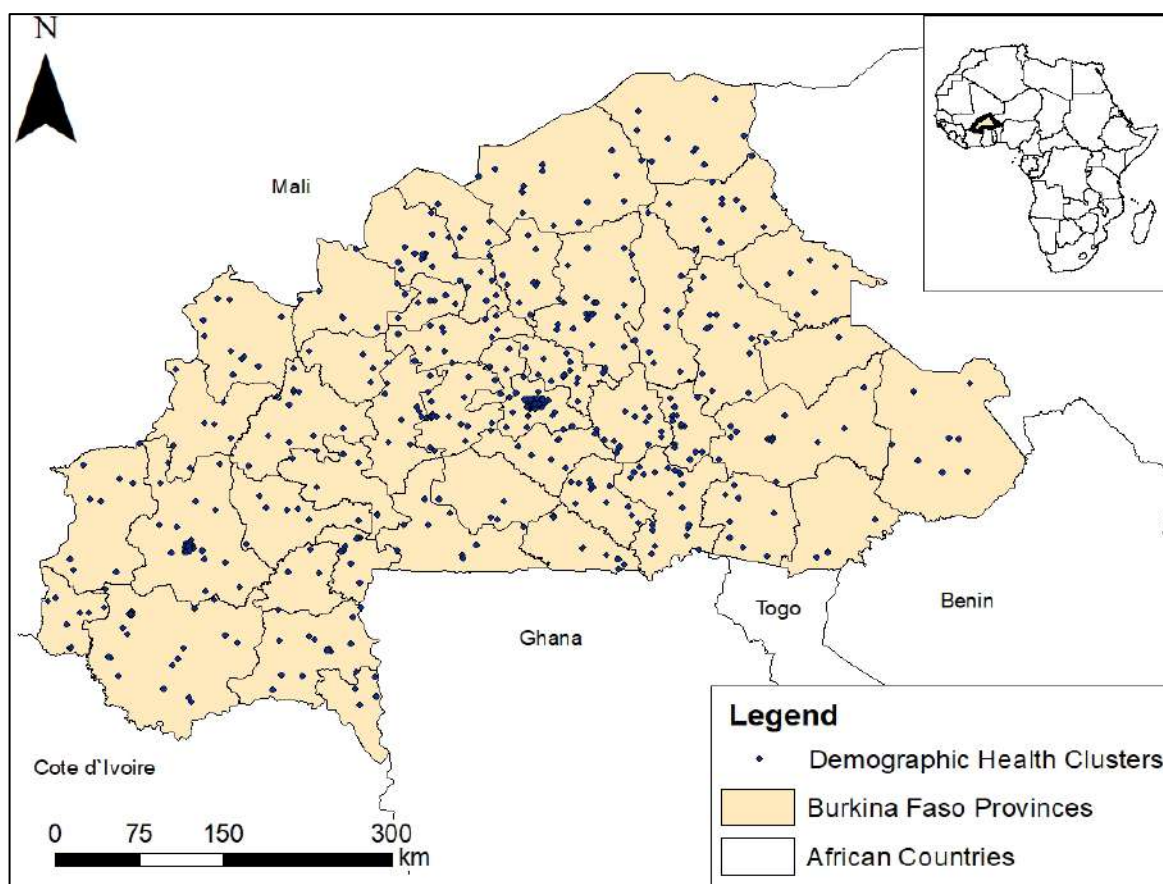 N
Mali
Ghana
Togo
Benin
Cote d`Ivoire
Legend
Demographic Health Clusters
Burkina Faso Provinces
African Countries
0 75 150 300
km